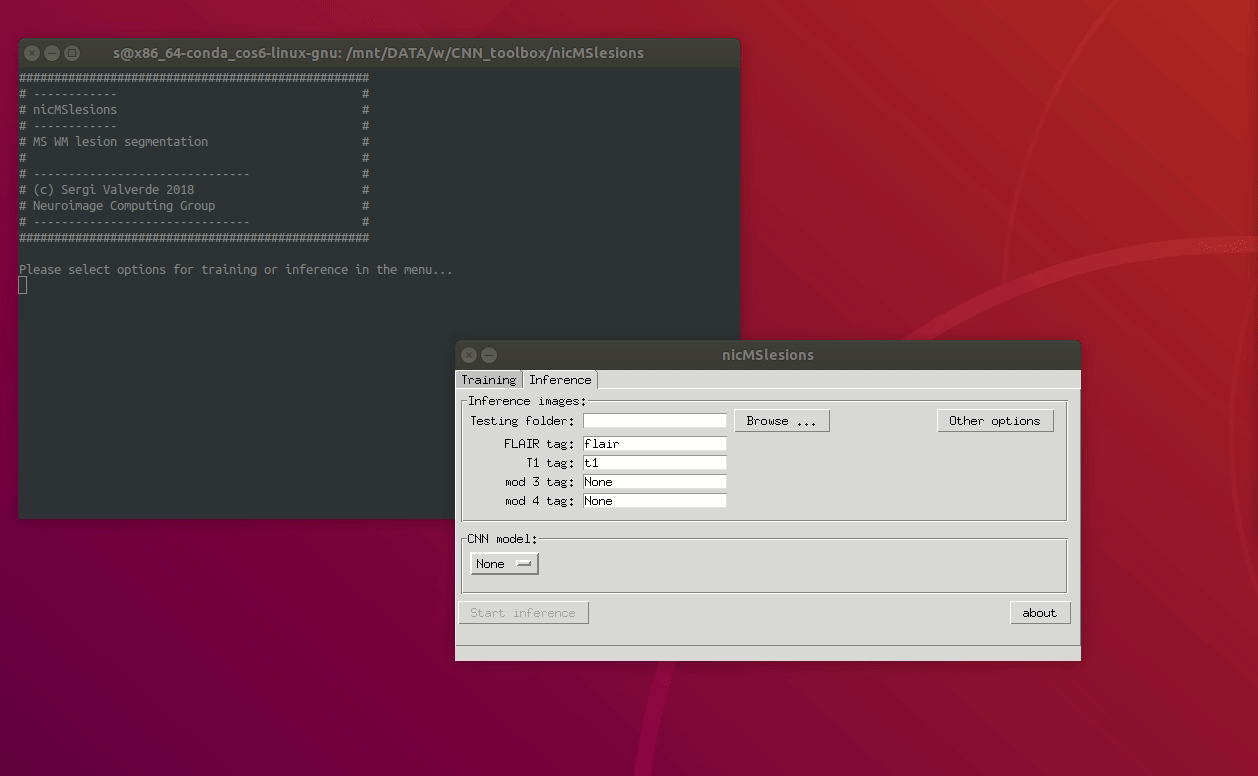 s@x86_64-conda_cos6-linux-gnu: /mnt/DATA/w/CNN_toolbox/nicMSlesions
##################################################
# ------------ #
# nicMSlesions #
# ------------ #
# MS WM lesion segmentation #
# #
# ------------------------------- #
# (c) Sergi Valverde 2018 #
# Neuroimage Computing Group #
# ------------------------------- #
##################################################
Please select options for training or inference in the menu...
nicMSlesions
Training Inference
Inference images:
Testing folder: Browse ... Other options
FLAIR tag: flair
T1 tag: t1
mod 3 tag: None
mod 4 tag: None
CNN model:
None
Start inference about